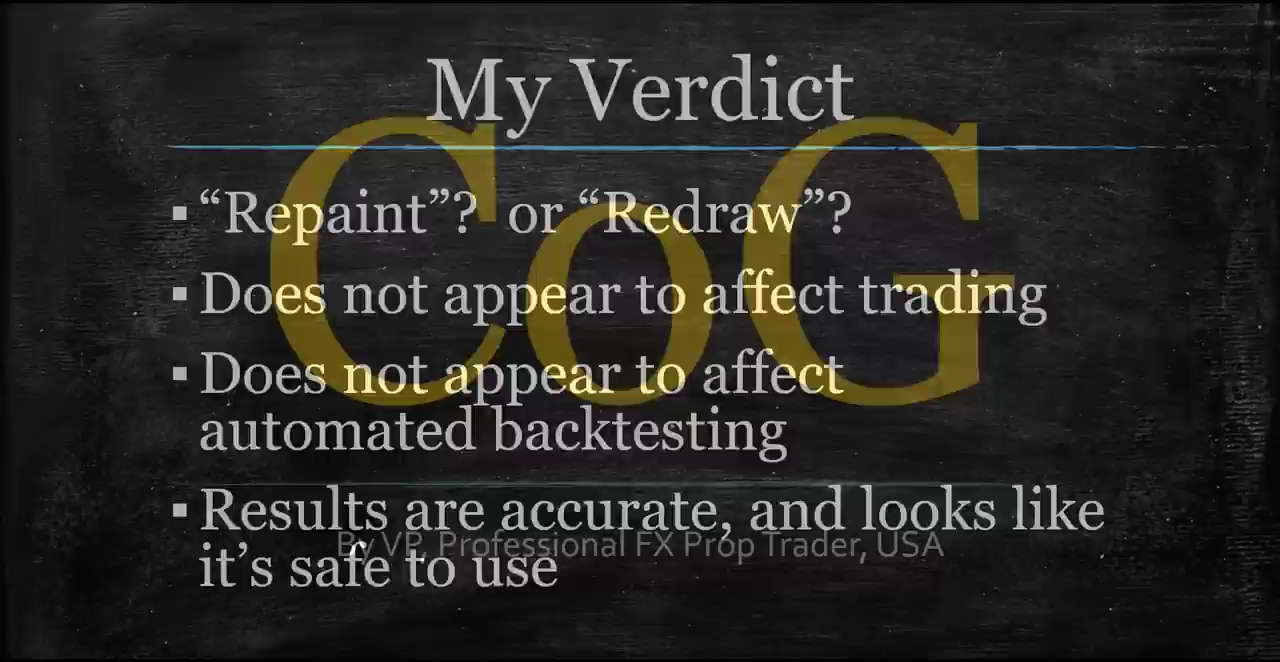 My Verdict
CoG
▪ “Repaint”? or “Redraw”?
▪ Does not appear to affect trading
▪ Does not appear to affect
automated backtesting
▪ Results are accurate, and looks like
it’s safe to use
By VP, Professional FX Prop Trader, USA